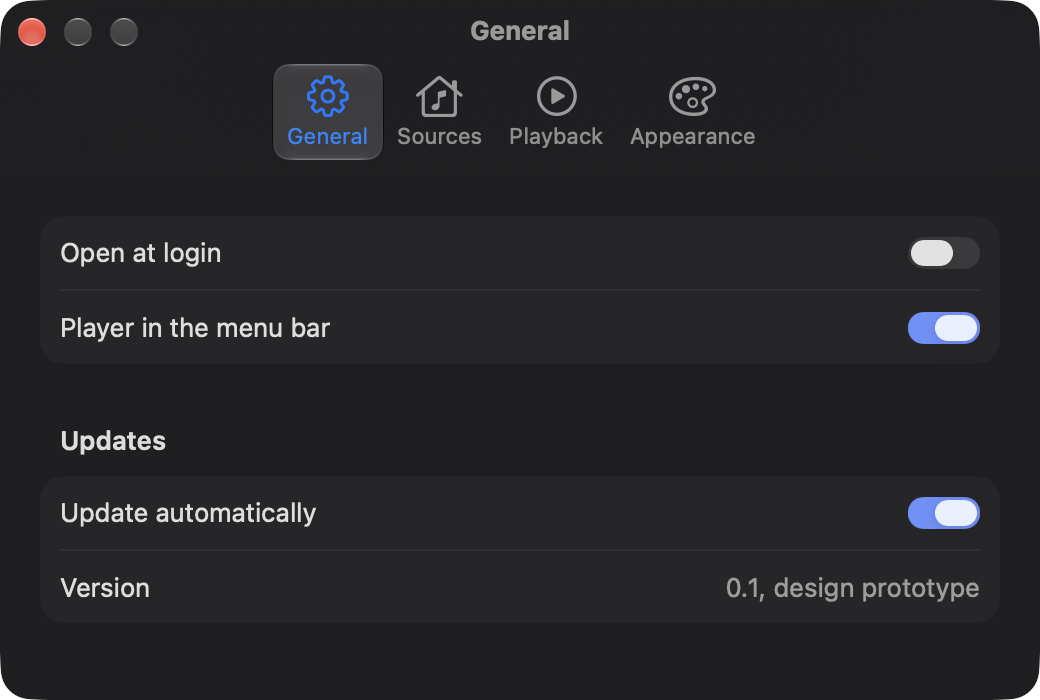 General
General
Sources
Playback
Appearance
Open at login
Player in the menu bar
Updates
Update automatically
Version
0.1, design prototype